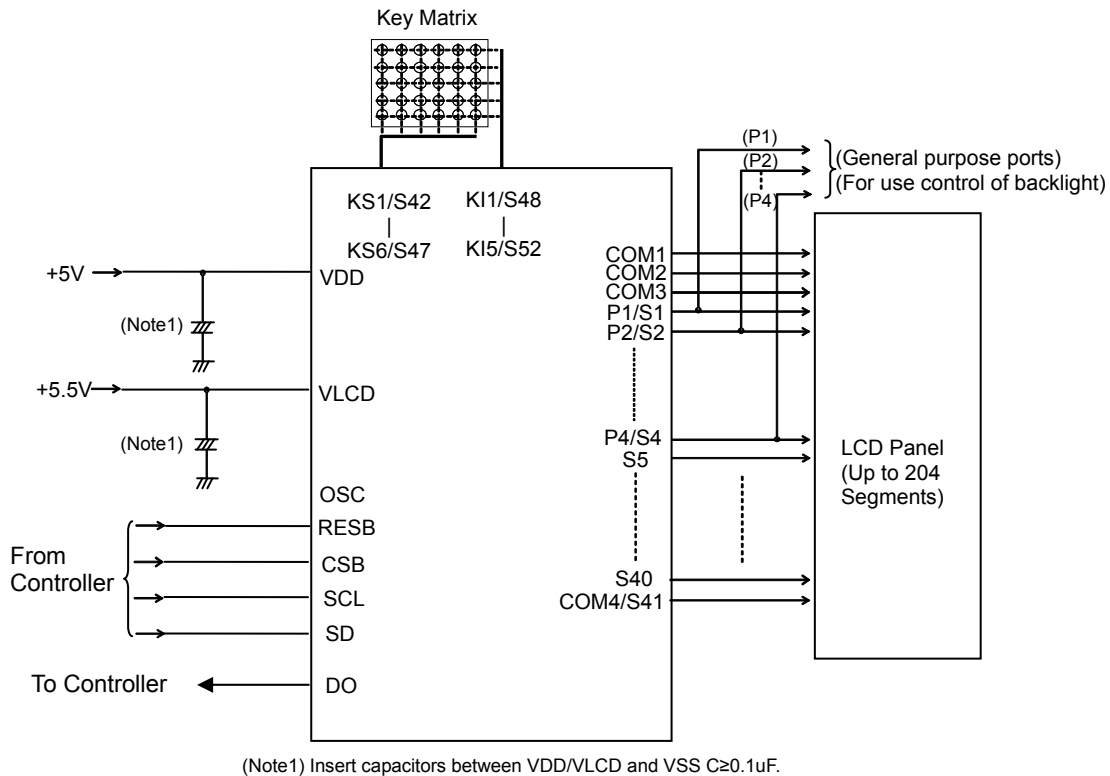 Key Matrix
(P1)
(P2)
(P4)
(General purpose ports)
(For use control of backlight)
KS1/S42
KI1/S48
KS6/S47
KI5/S52
+5V
VDD
(Note1)
+5.5V
VLCD
(Note1)
OSC
RESB
CSB
SCL
SD
From
Controller
To Controller
DO
COM1
COM2
COM3
P1/S1
P2/S2
P4/S4
S5
S40
COM4/S41
LCD Panel
(Up to 204
Segments)
(Note1) Insert capacitors between VDD/VLCD and VSS C≥0.1uF.